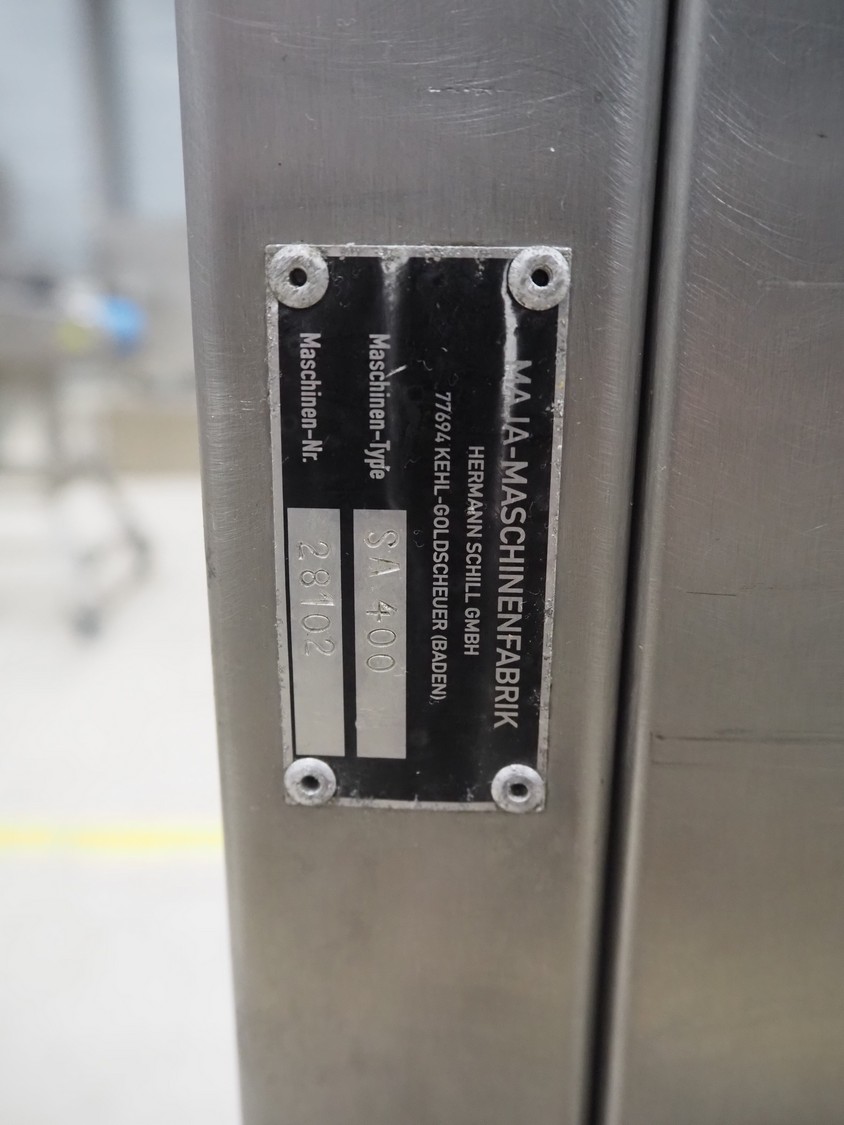 MAJA-MASCHINENFABRIK
HERMANN SCHILL GMBH
77694 KEHL-GOLDSCHEUER (BADEN)
Maschinen-Type SA 400
Maschinen-Nr. 28102